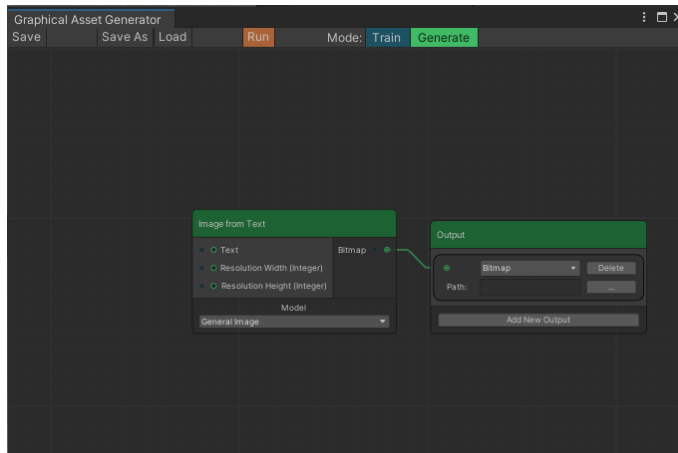 Graphical Asset Generator
Save Save As Load Run Mode: Train Generate
Image from Text
Text
Bitmap
Resolution Width (Integer)
Resolution Height (Integer)
Model
General Image
Output
Bitmap Delete
Path: ...
Add New Output